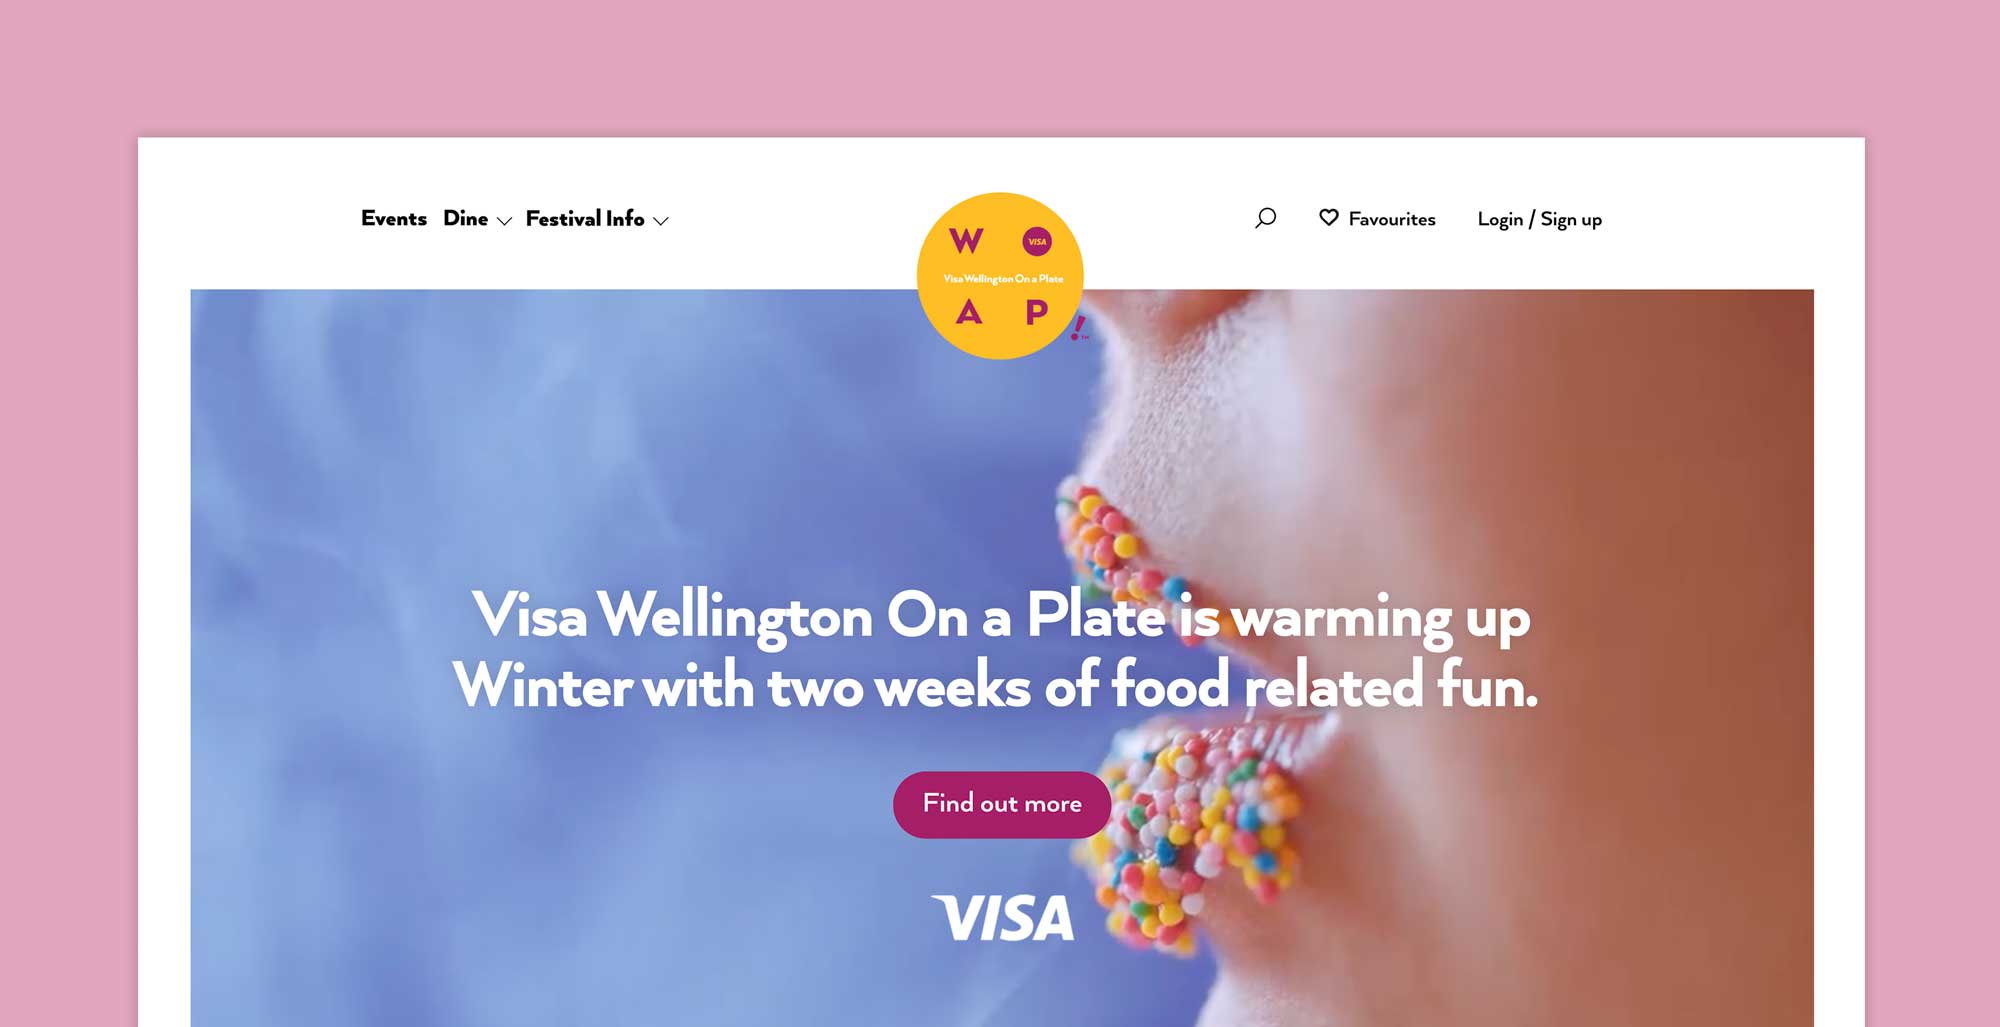 Events Dine Festival Info
Favourites Login / Sign up
W VISA
Visa Wellington On a Plate
A P !™
Visa Wellington On a Plate is warming up
Winter with two weeks of food related fun.
Find out more
VISA